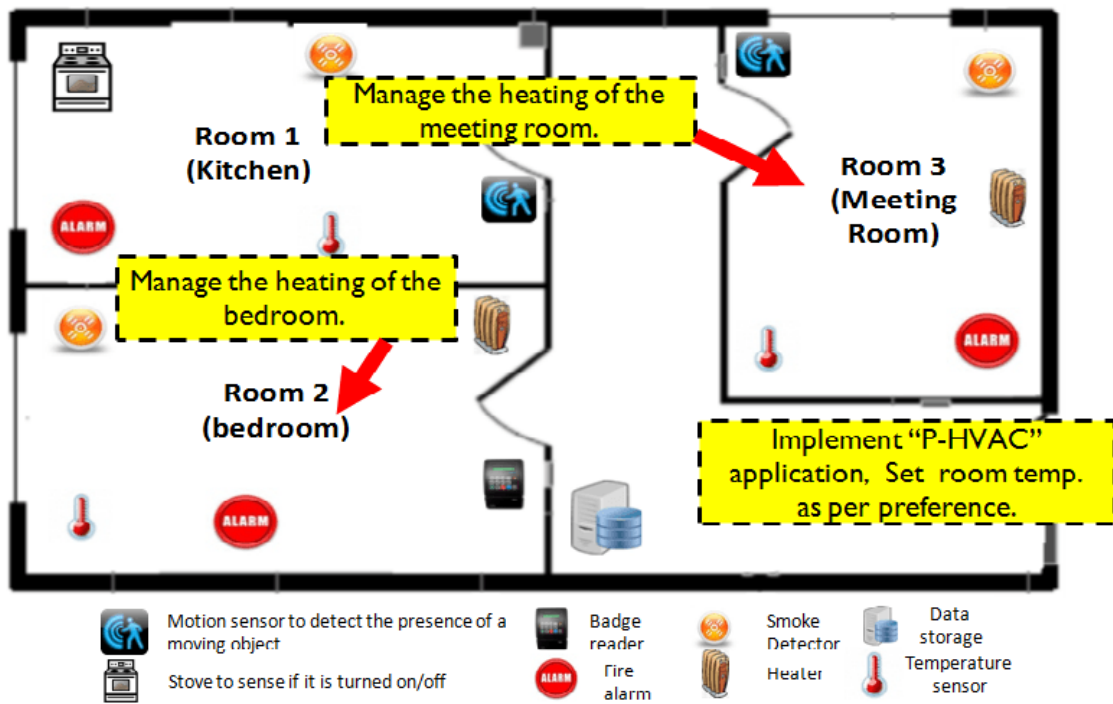 Manage the heating of the
meeting room.
Room 1
(Kitchen)
Room 3
(Meeting
Room)
ALARM
Manage the heating of the
bedroom.
ALARM
Room 2
(bedroom)
Implement “P-HVAC”
application, Set room temp.
as per preference.
ALARM
Motion sensor to detect the presence of a
moving object
Badge
reader
Smoke
Detector
Data
storage
Stove to sense if it is turned on/off
ALARM
Fire
alarm
Heater
Temperature
sensor